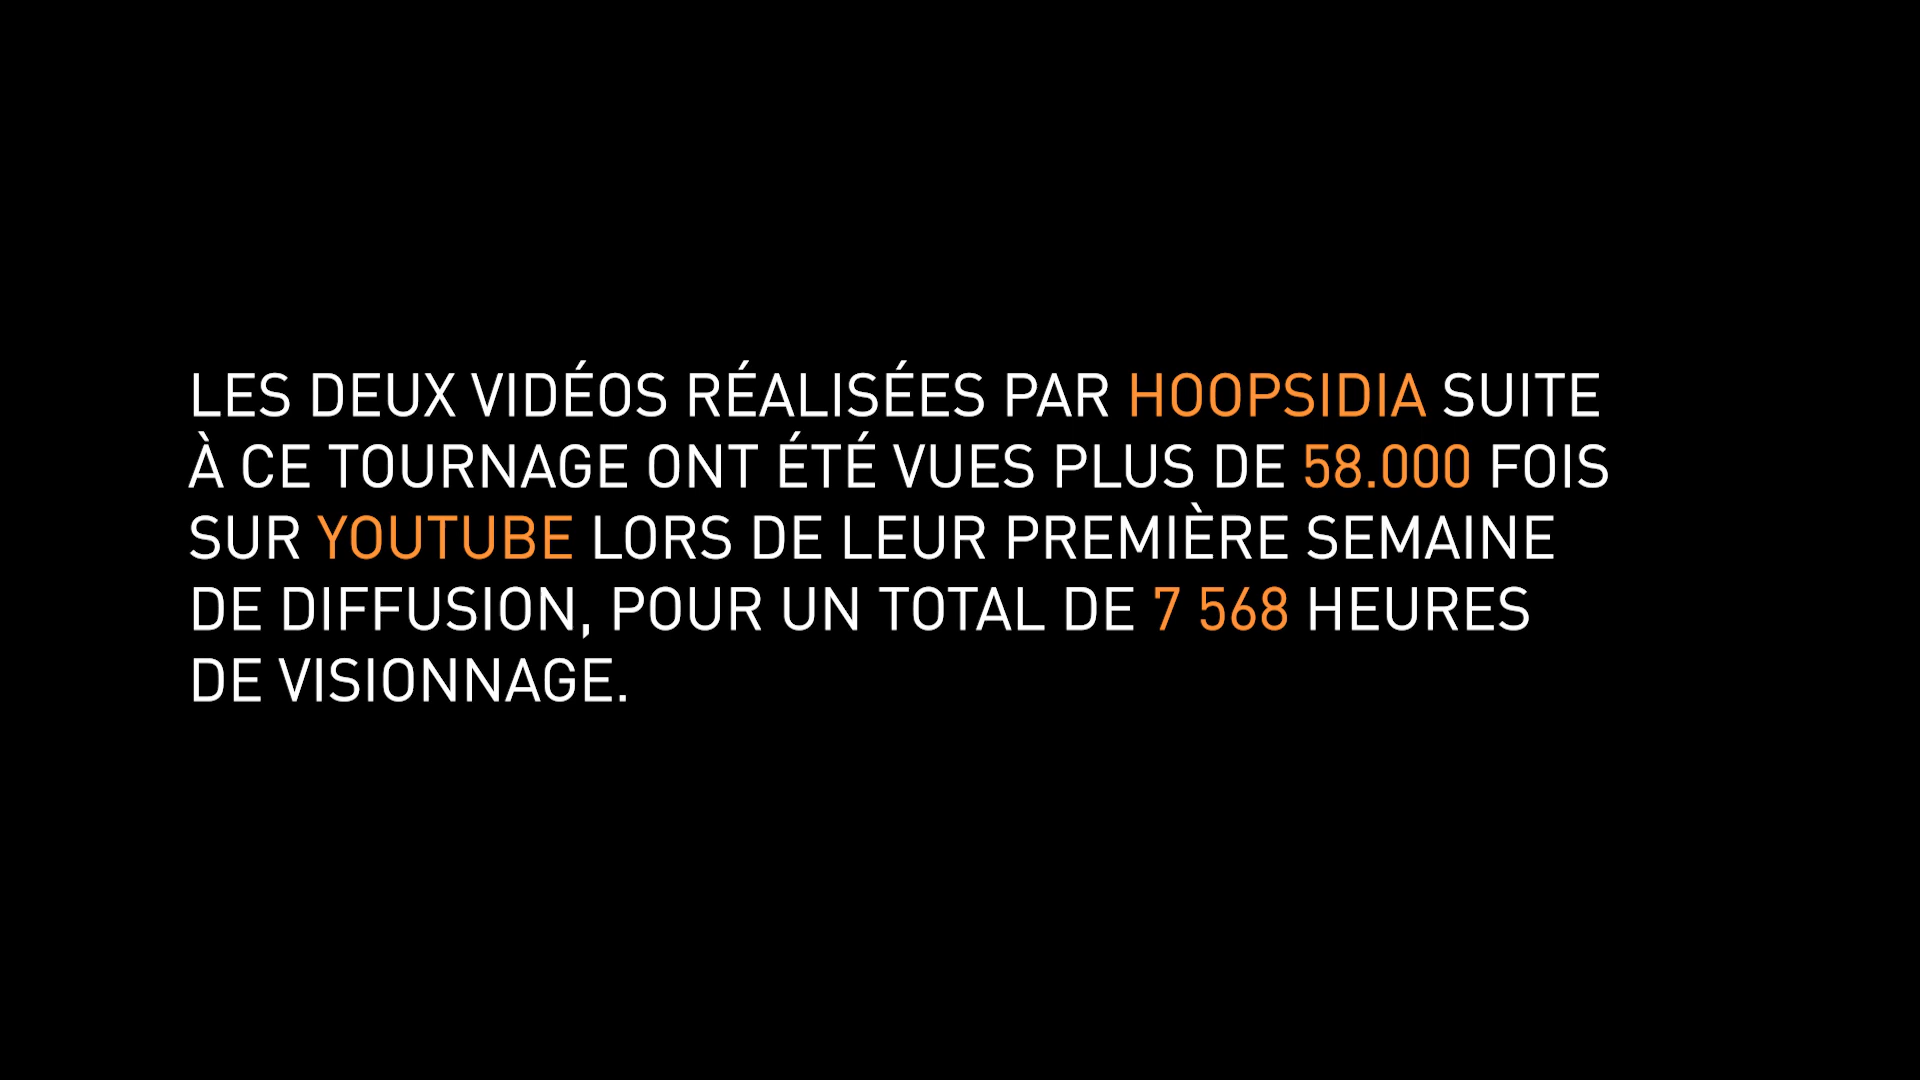 LES DEUX VIDÉOS RÉALISÉES PAR HOOPSIDIA SUITE
À CE TOURNAGE ONT ÉTÉ VUES PLUS DE 58.000 FOIS
SUR YOUTUBE LORS DE LEUR PREMIÈRE SEMAINE
DE DIFFUSION, POUR UN TOTAL DE 7 568 HEURES
DE VISIONNAGE.